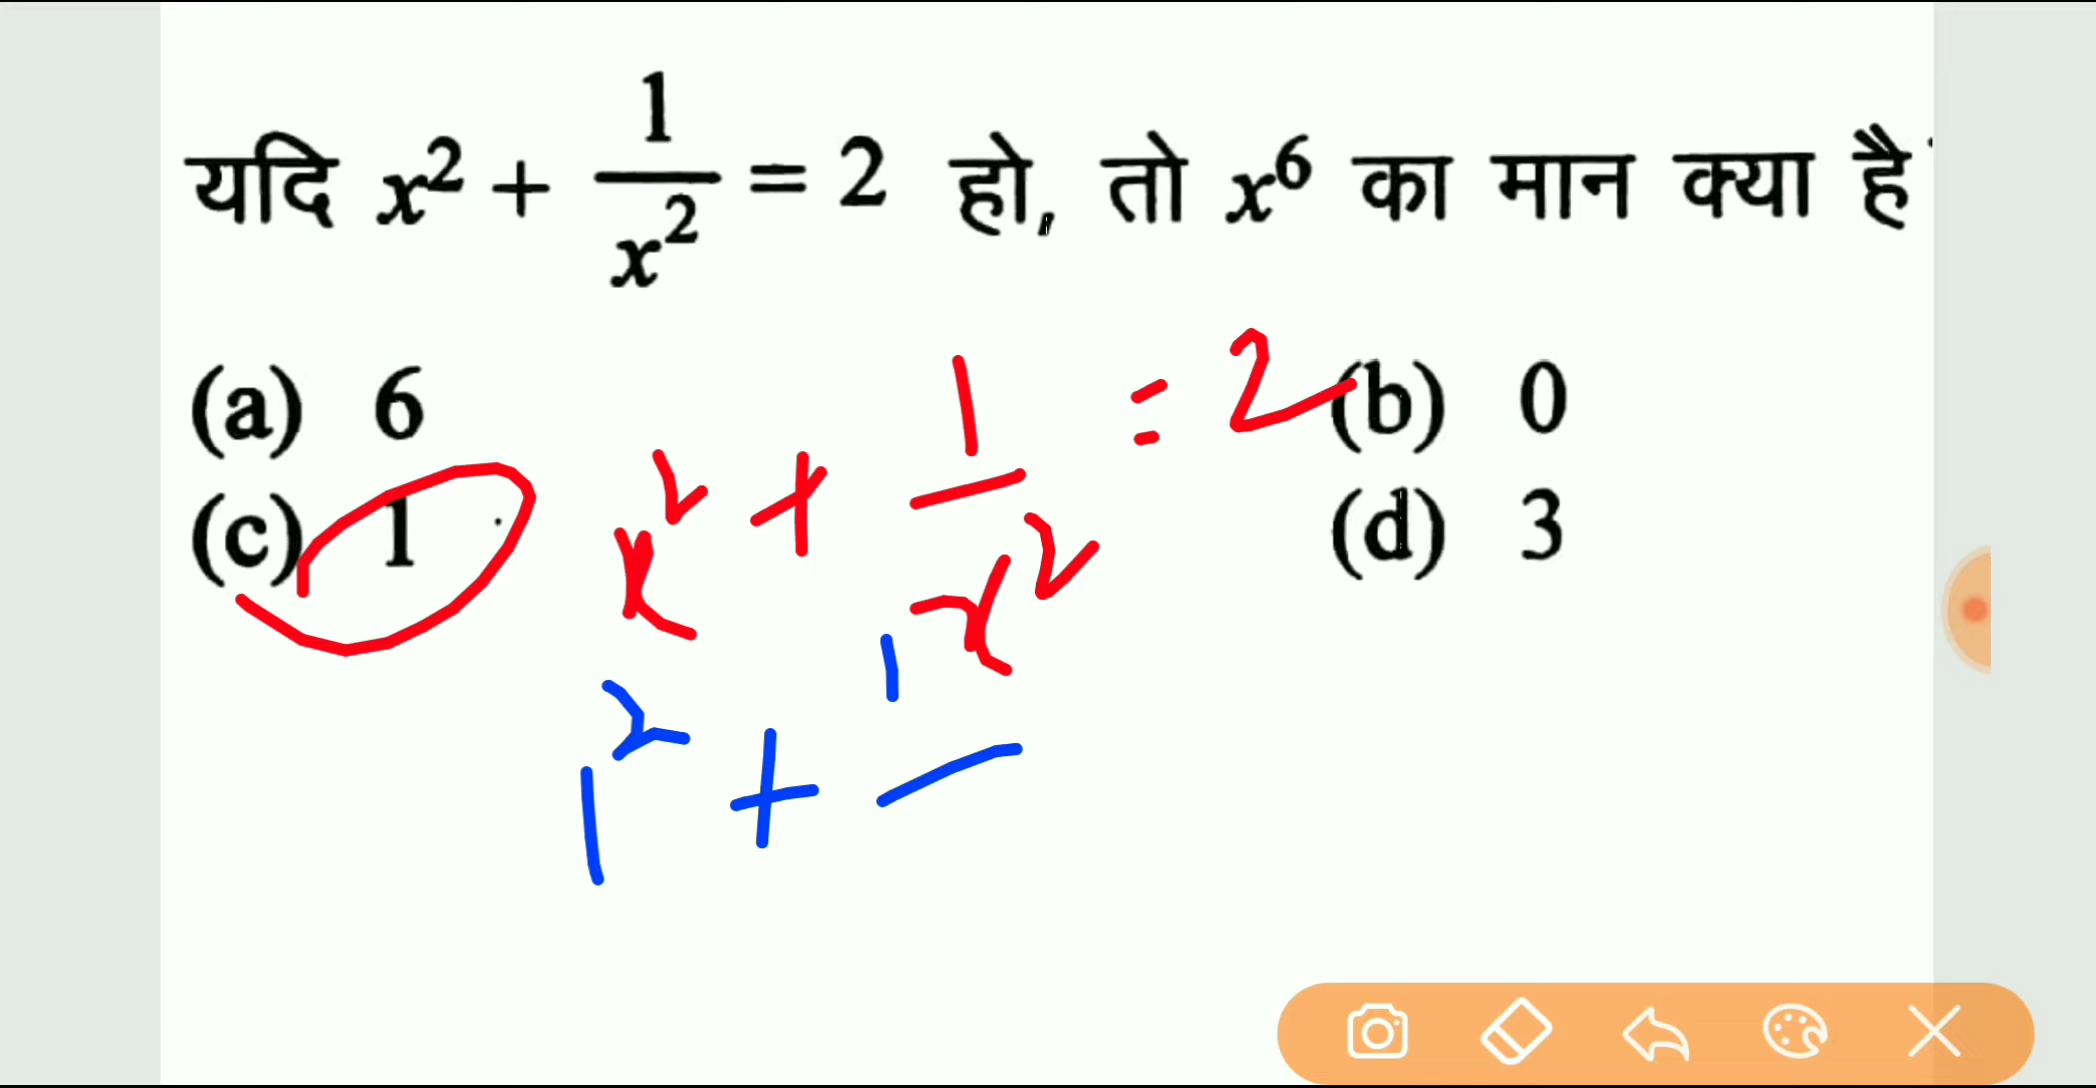 यदि x² + 1/x² = 2 हो, तो x⁶ का मान क्या है
(a) 6 (b) 0
(c) 1 (d) 3
x² + 1/x² = 2
1² + 1/